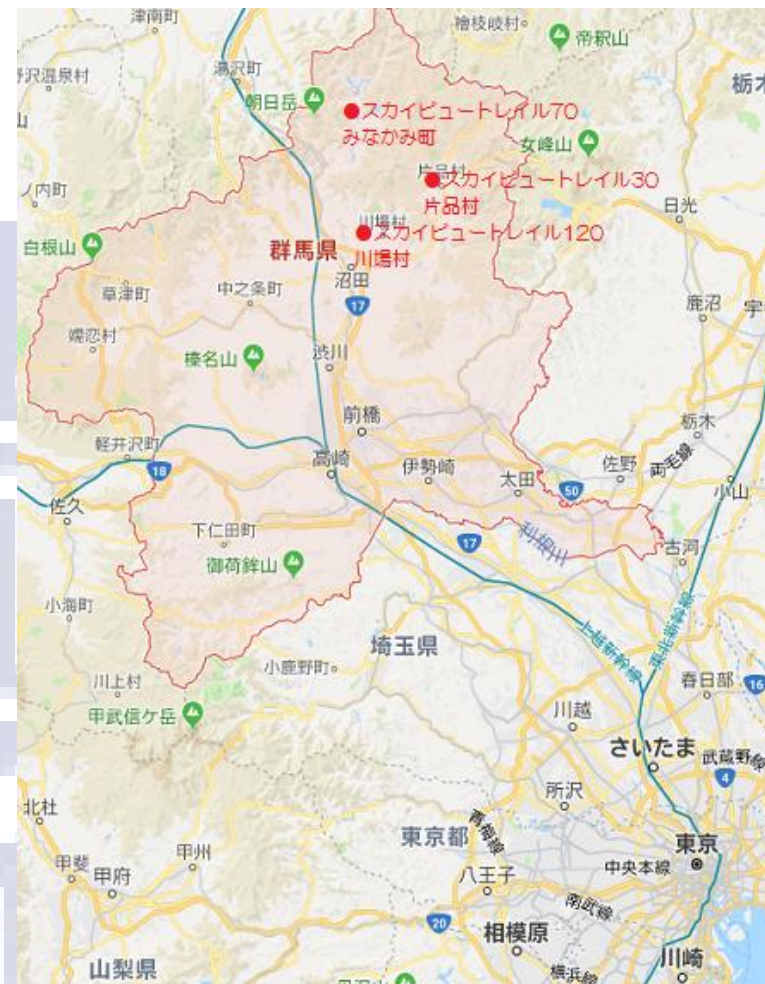 津南町
檜枝岐村
帝釈山
野沢温泉村
湯沢町
朝日岳
栃木
●スカイビュートレイル70
みなかみ町
女峰山
片品村
●スカイビュートレイル30
片品村
日光
ノ内町
川場村
●スカイビュートレイル120
川場村
白根山
群馬県
沼田
草津町
中之条町
17
鹿沼
宇
嬬恋村
榛名山
渋川
前橋
栃木
軽井沢町
18
高崎
伊勢崎
太田
50
佐野
両毛線
小山
佐久
下仁田町
17
利根川
古河
御荷鉾山
小海町
埼玉県
上越新幹線
小鹿野町
川上村
春日部
16
甲武信ケ岳
川越
さいたま
武蔵野線
4
所沢
北杜
青梅線
東京都
東京
甲斐
甲府
甲州
八王子
中央本線
20
南武線
相模原
川崎
山梨県
横浜線